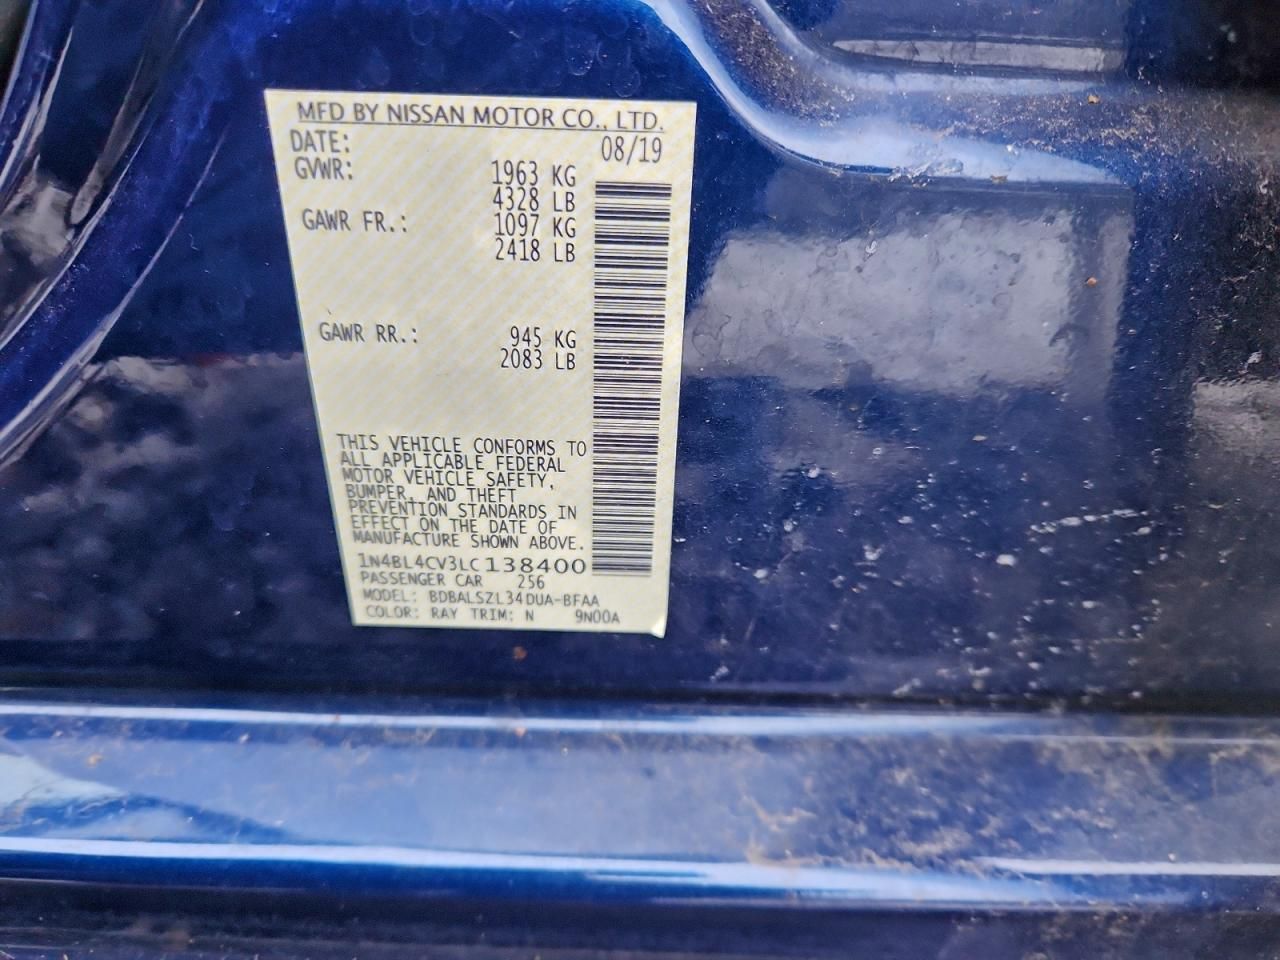 MFD BY NISSAN MOTOR CO., LTD.
DATE: 08/19
GVWR: 1963 KG
4328 LB
GAWR FR.: 1097 KG
2418 LB
GAWR RR.: 945 KG
2083 LB
THIS VEHICLE CONFORMS TO
ALL APPLICABLE FEDERAL
MOTOR VEHICLE SAFETY,
BUMPER, AND THEFT
PREVENTION STANDARDS IN
EFFECT ON THE DATE OF
MANUFACTURE SHOWN ABOVE.
1N4BL4CV3LC138400
PASSENGER CAR 256
MODEL: BDBALSZL34DUA-BFAA
COLOR: RAY TRIM: N 9N00A